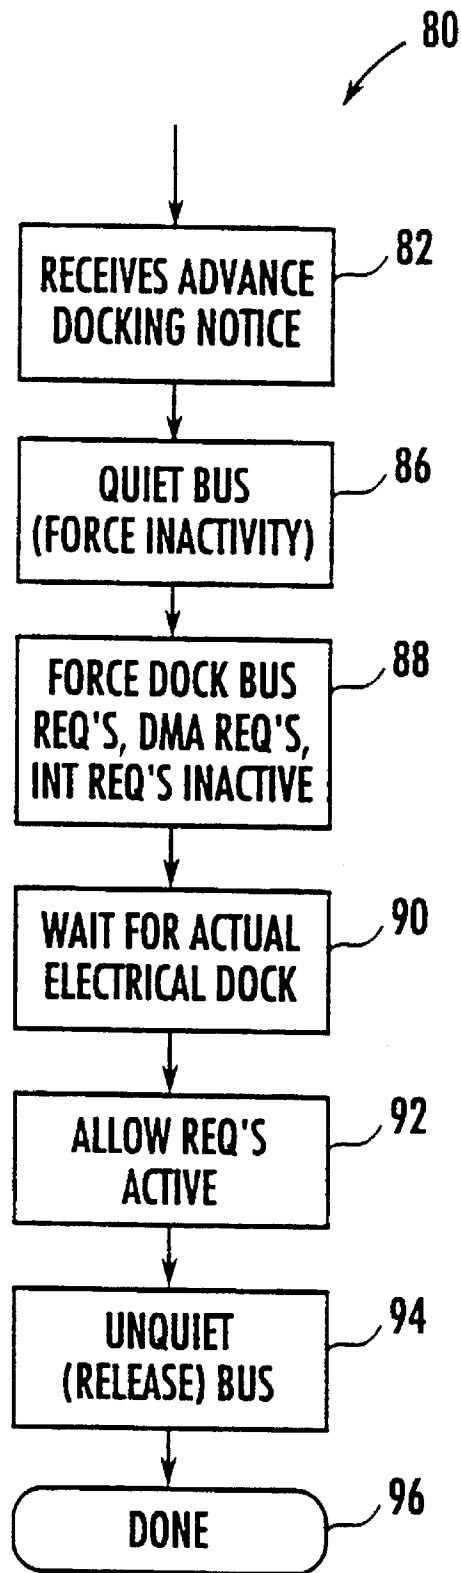 80
RECEIVES ADVANCE
DOCKING NOTICE
82
QUIET BUS
(FORCE INACTIVITY)
86
FORCE DOCK BUS
REQ'S, DMA REQ'S,
INT REQ'S INACTIVE
88
WAIT FOR ACTUAL
ELECTRICAL DOCK
90
ALLOW REQ'S
ACTIVE
92
UNQUIET
(RELEASE) BUS
94
DONE
96